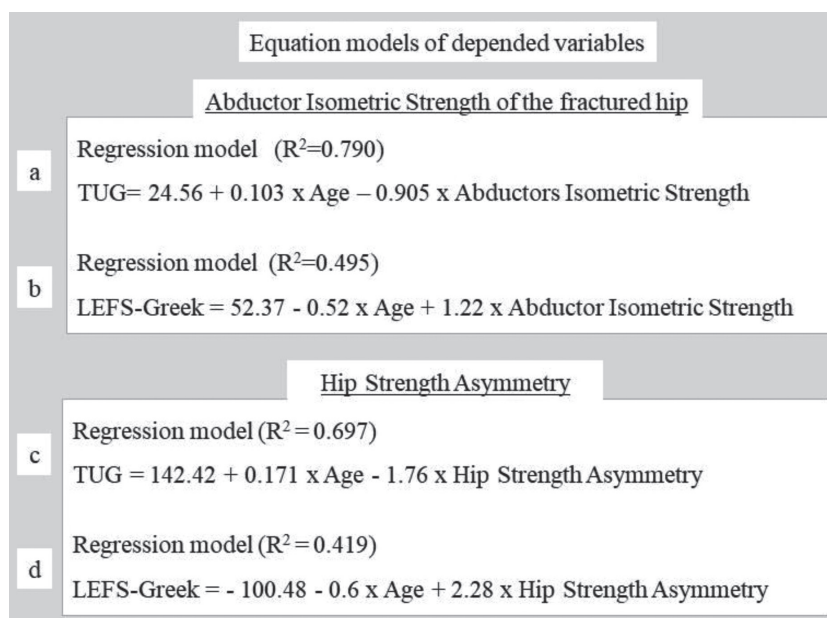 Equation models of depended variables
Abductor Isometric Strength of the fractured hip
a
Regression model (R²=0.790)
TUG= 24.56 + 0.103 x Age – 0.905 x Abductors Isometric Strength
b
Regression model (R²=0.495)
LEFS-Greek = 52.37 - 0.52 x Age + 1.22 x Abductor Isometric Strength
Hip Strength Asymmetry
c
Regression model (R² = 0.697)
TUG = 142.42 + 0.171 x Age - 1.76 x Hip Strength Asymmetry
d
Regression model (R² = 0.419)
LEFS-Greek = - 100.48 - 0.6 x Age + 2.28 x Hip Strength Asymmetry